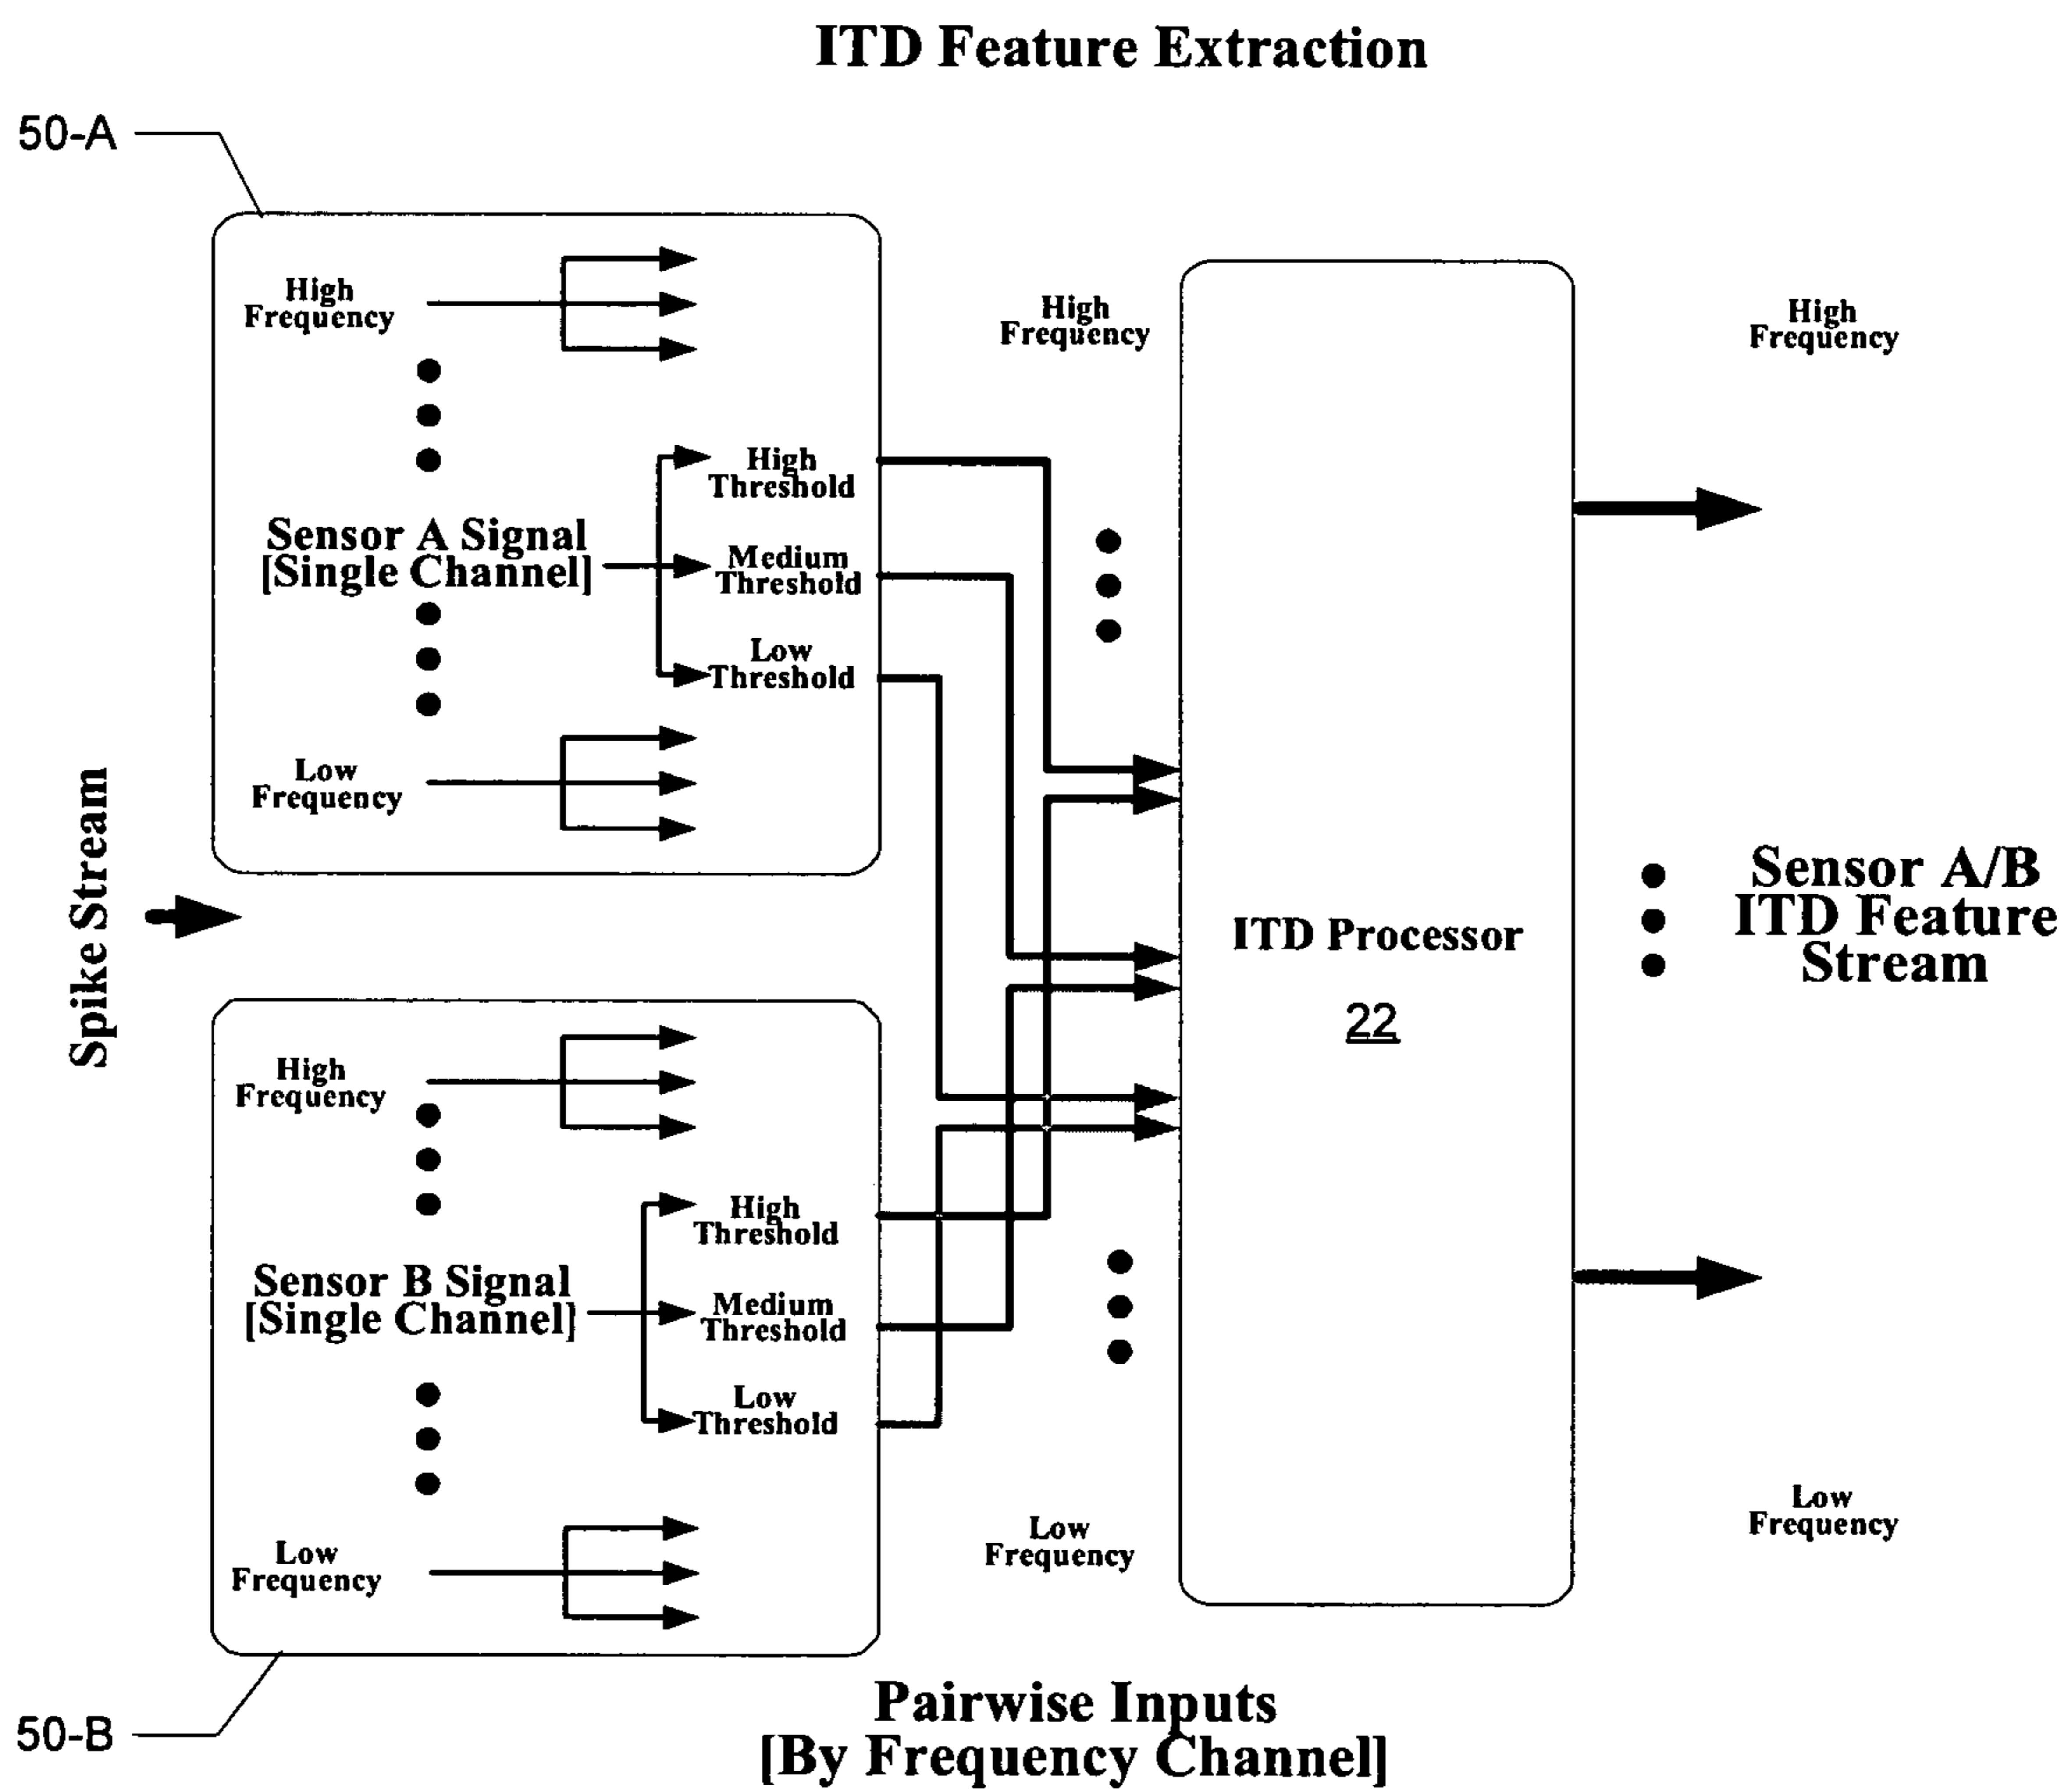 ITD Feature Extraction
50-A
High
Frequency
High
Threshold
Sensor A Signal
[Single Channel]
Medium
Threshold
Low
Threshold
Low
Frequency
Spike Stream
High
Frequency
High
Threshold
Sensor B Signal
[Single Channel]
Medium
Threshold
Low
Threshold
Low
Frequency
50-B
High
Frequency
Low
Frequency
Pairwise Inputs
[By Frequency Channel]
ITD Processor
22
High
Frequency
Sensor A/B
ITD Feature
Stream
Low
Frequency